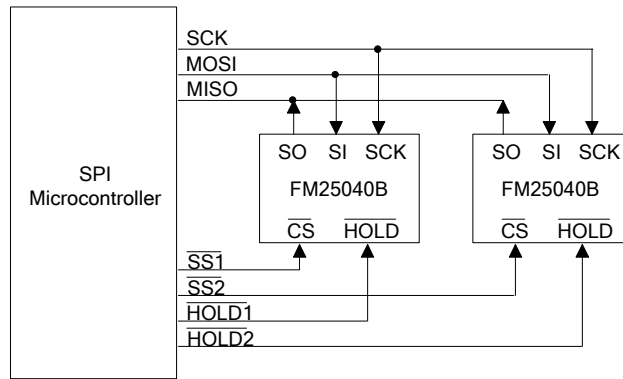 SCK
MOSI
MISO
SO SI SCK
SO SI SCK
SPI
Microcontroller
FM25040B
FM25040B
CS HOLD
CS HOLD
SS1
SS2
HOLD1
HOLD2